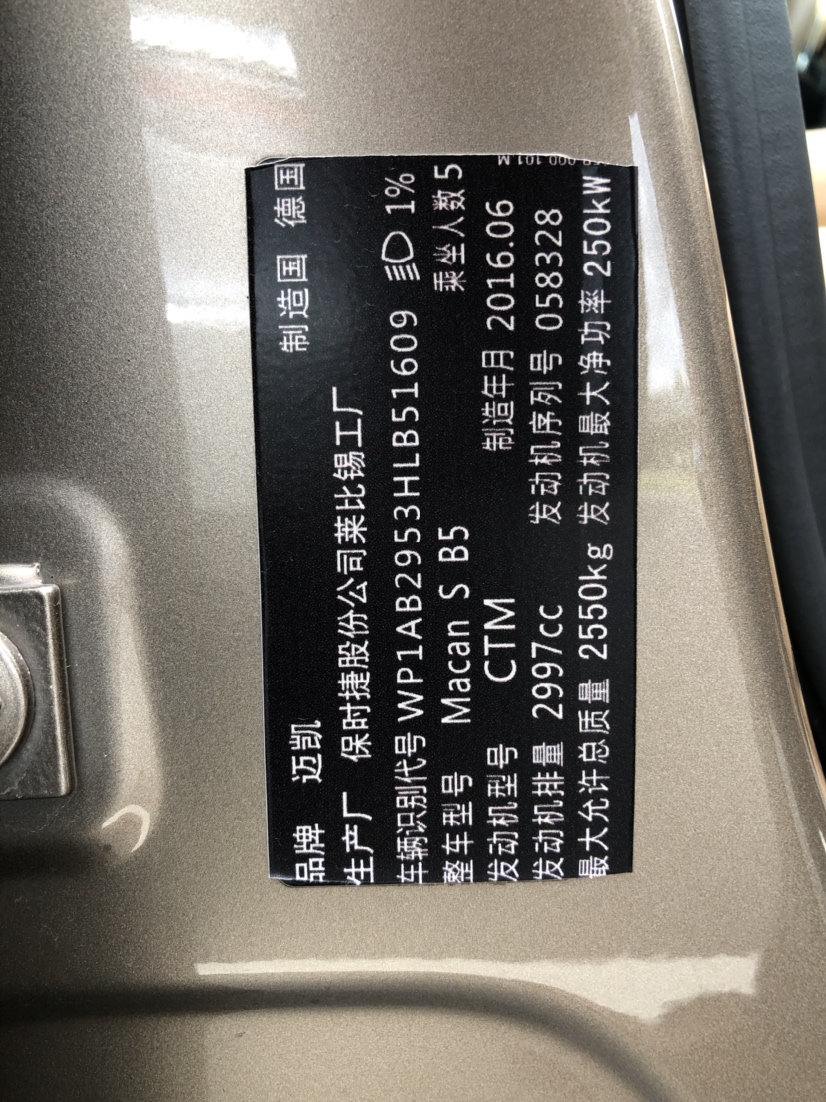 品牌 迈凯 制造国 德国
生产厂 保时捷股份公司莱比锡工厂
车辆识别代号 WP1AB2953HLB51609 1%
整车型号 Macan S B5 乘坐人数 5
发动机型号 CTM 制造年月 2016.06
发动机排量 2997cc 发动机序列号 058328
最大允许总质量 2550kg 发动机最大净功率 250kW
000 101 M